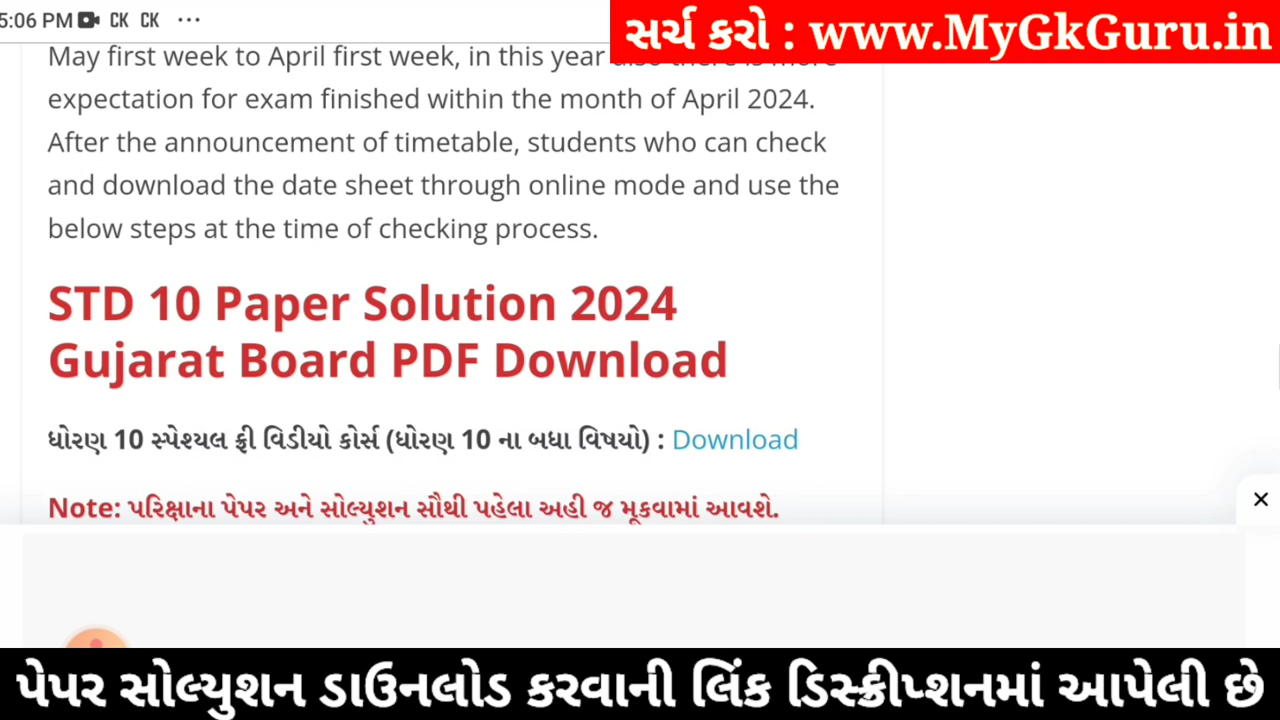 5:06 PM CK CK ...
સર્ચ કરો : www.MyGkGuru.in
May first week to April first week, in this year
expectation for exam finished within the month of April 2024.
After the announcement of timetable, students who can check
and download the date sheet through online mode and use the
below steps at the time of checking process.
STD 10 Paper Solution 2024
Gujarat Board PDF Download
ધોરણ 10 સ્પેશ્યલ ફ્રી વિડીયો કોર્સ (ધોરણ 10 ના બધા વિષયો) : Download
Note: પરિક્ષાના પેપર અને સોલ્યુશન સૌથી પહેલા અહી જ મૂકવામાં આવશે.
પેપર સોલ્યુશન ડાઉનલોડ કરવાની લિંક ડિસ્ક્રીપ્શનમાં આપેલી છે